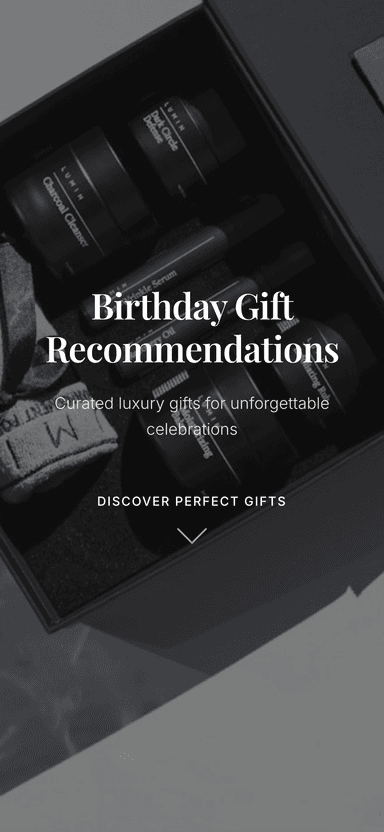 LUMIN
Dark Circle
Defense
LUMIN
Charcoal Cleanser
Wrinkle Serum
Oil
Birthday Gift
Recommendations
Curated luxury gifts for unforgettable
celebrations
M
DISCOVER PERFECT GIFTS